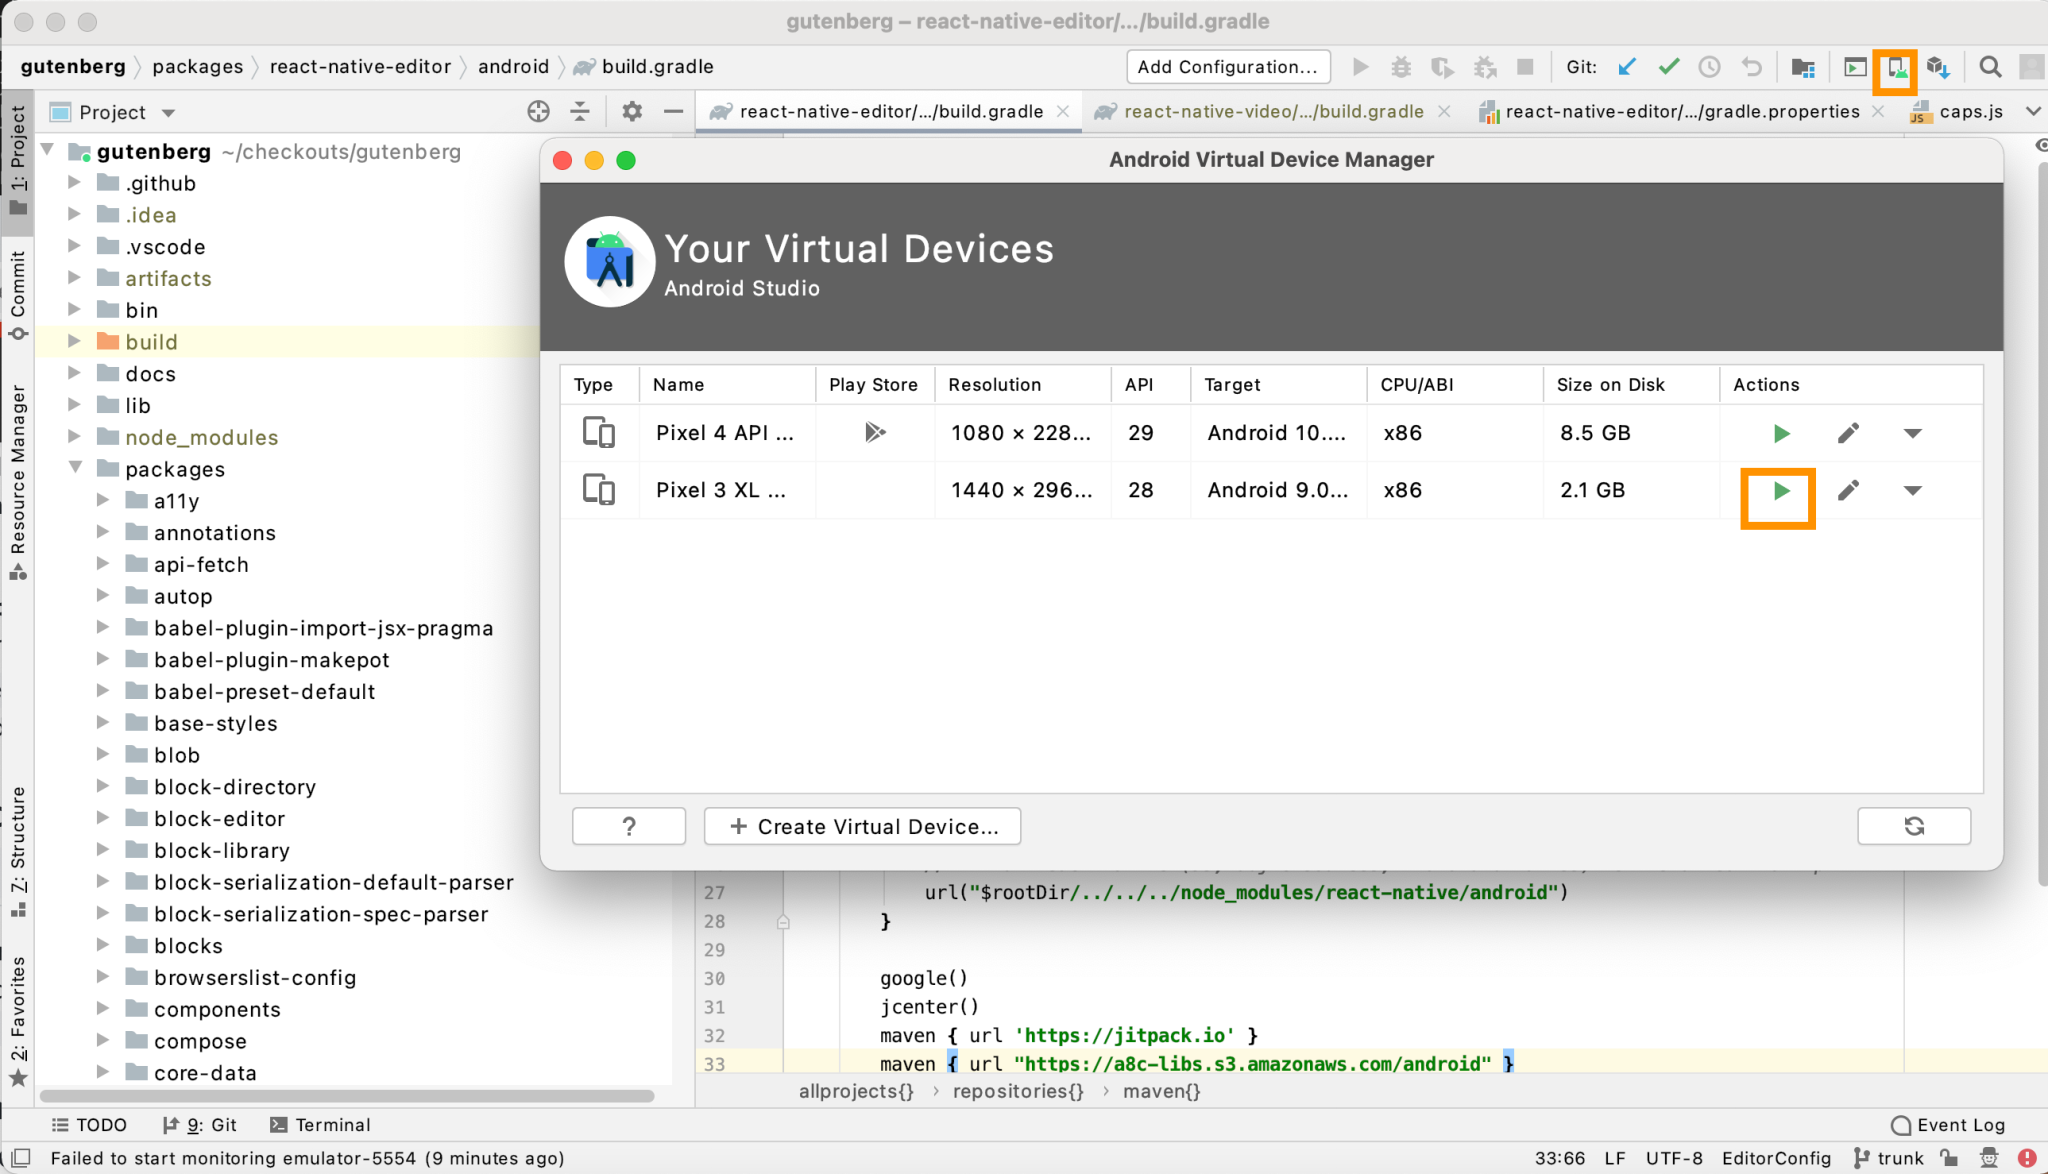 gutenberg – react-native-editor/.../build.gradle
gutenberg packages react-native-editor android build.gradle
Add Configuration...
Git:
Project
react-native-editor/.../build.gradle
react-native-video/.../build.gradle
react-native-editor/.../gradle.properties
JS caps.js
1: Project
Commit
Resource Manager
7: Structure
2: Favorites
gutenberg ~/checkouts/gutenberg
.github
.idea
.vscode
artifacts
bin
build
docs
lib
node_modules
packages
a11y
annotations
api-fetch
autop
babel-plugin-import-jsx-pragma
babel-plugin-makepot
babel-preset-default
base-styles
blob
block-directory
block-editor
block-library
block-serialization-default-parser
block-serialization-spec-parser
blocks
browserslist-config
components
compose
core-data
Android Virtual Device Manager
Your Virtual Devices
Android Studio
Type Name Play Store Resolution API Target CPU/ABI Size on Disk Actions
Pixel 4 API ... 1080 × 228... 29 Android 10.... x86 8.5 GB
Pixel 3 XL ... 1440 × 296... 28 Android 9.0... x86 2.1 GB
?
+ Create Virtual Device...
27 url("$rootDir/../../../node_modules/react-native/android")
28 }
29
30 google()
31 jcenter()
32 maven { url 'https://jitpack.io' }
33 maven { url "https://a8c-libs.s3.amazonaws.com/android" }
allprojects{} › repositories{} › maven{}
TODO 9: Git Terminal Event Log
Failed to start monitoring emulator-5554 (9 minutes ago) 33:66 LF UTF-8 EditorConfig trunk